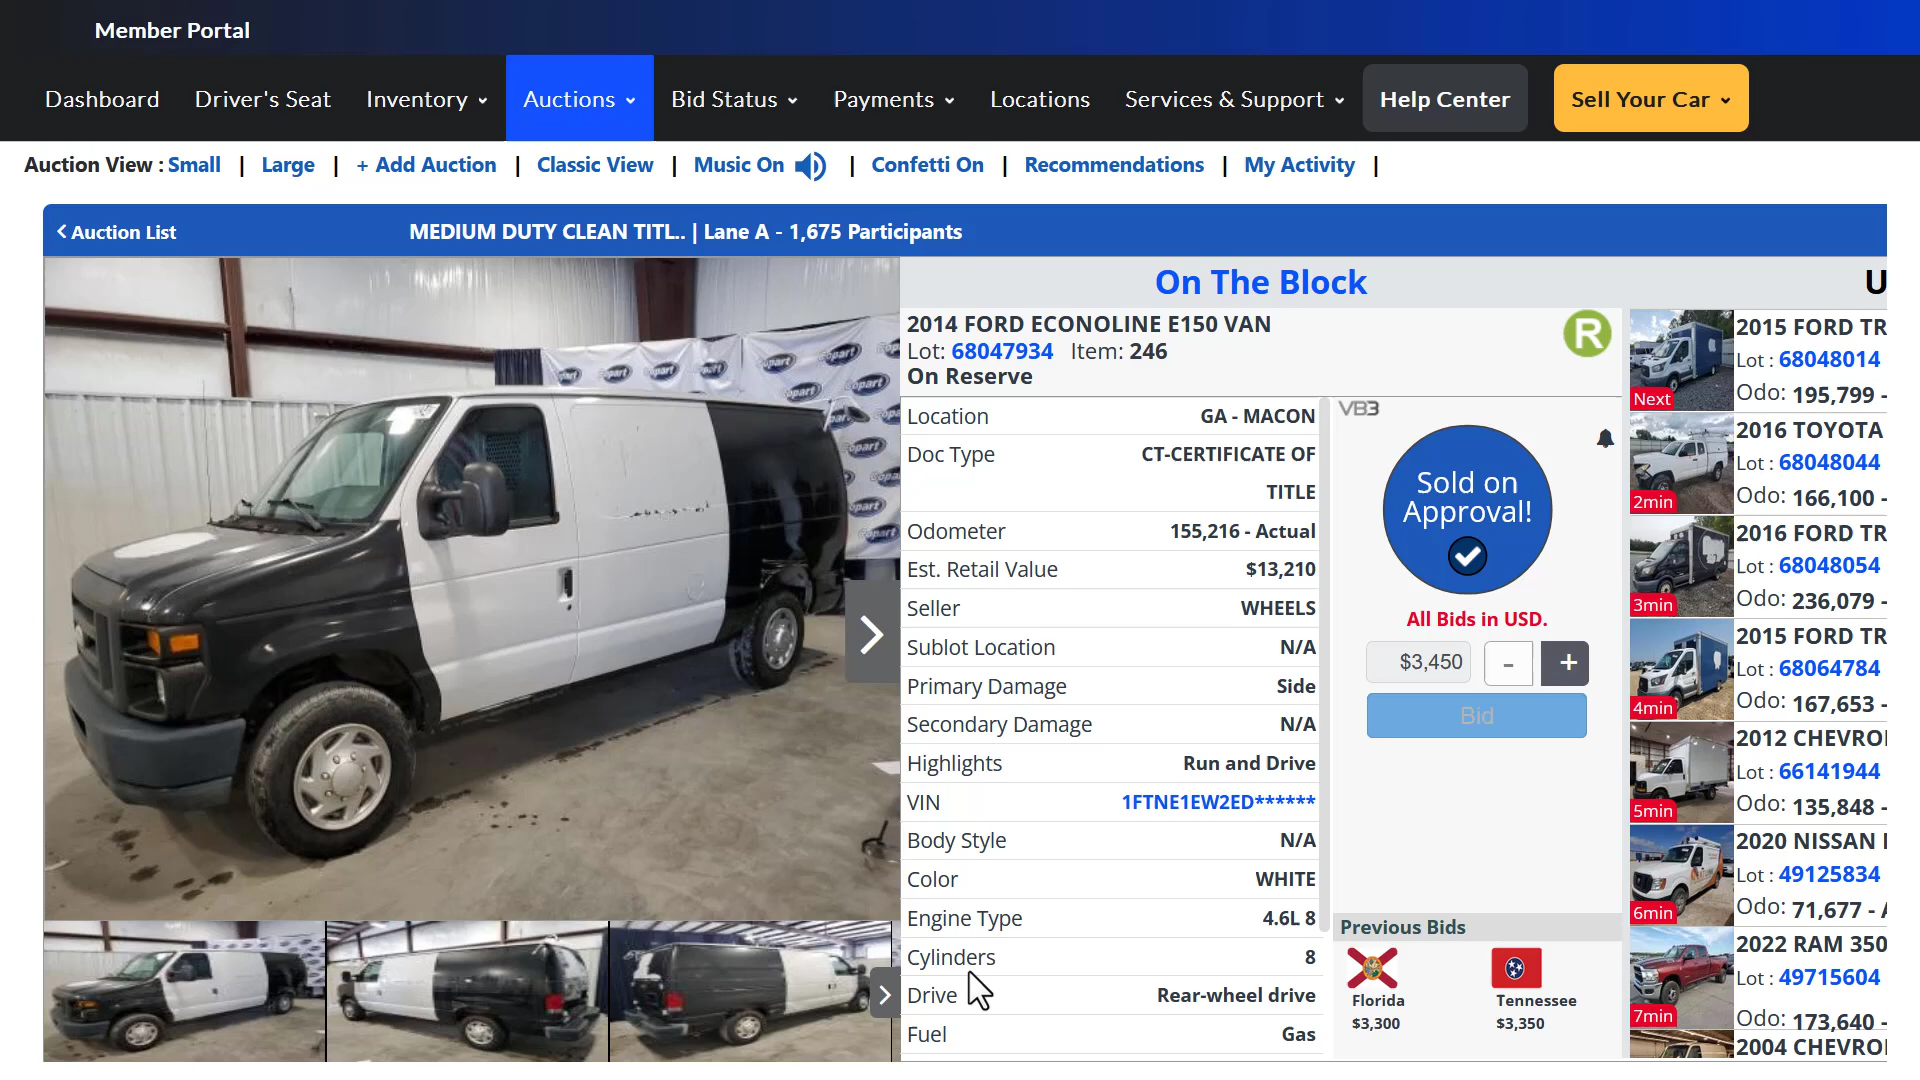 Member Portal
Dashboard Driver's Seat Inventory Auctions Bid Status Payments Locations Services & Support Help Center Sell Your Car
Auction View : Small | Large | + Add Auction | Classic View | Music On | Confetti On | Recommendations | My Activity |
Auction List
MEDIUM DUTY CLEAN TITL.. | Lane A - 1,675 Participants
On The Block
U
2014 FORD ECONOLINE E150 VAN
Lot: 68047934 Item: 246
On Reserve
R
Location GA - MACON
Doc Type CT-CERTIFICATE OF
TITLE
Odometer 155,216 - Actual
Est. Retail Value $13,210
Seller WHEELS
Sublot Location N/A
Primary Damage Side
Secondary Damage N/A
Highlights Run and Drive
VIN 1FTNE1EW2ED******
Body Style N/A
Color WHITE
Engine Type 4.6L 8
Cylinders 8
Drive Rear-wheel drive
Fuel Gas
VB3
Sold on
Approval!
All Bids in USD.
$3,450 - +
Bid
Previous Bids
Florida
$3,300
Tennessee
$3,350
Next
2015 FORD TR
Lot : 68048014
Odo: 195,799 -
2min
2016 TOYOTA
Lot : 68048044
Odo: 166,100 -
3min
2016 FORD TR
Lot : 68048054
Odo: 236,079 -
4min
2015 FORD TR
Lot : 68064784
Odo: 167,653 -
5min
2012 CHEVROL
Lot : 66141944
Odo: 135,848 -
6min
2020 NISSAN
Lot : 49125834
Odo: 71,677 - A
7min
2022 RAM 350
Lot : 49715604
Odo: 173,640 -
2004 CHEVROL
copart
copart
copart
copart
copart
copart
copart